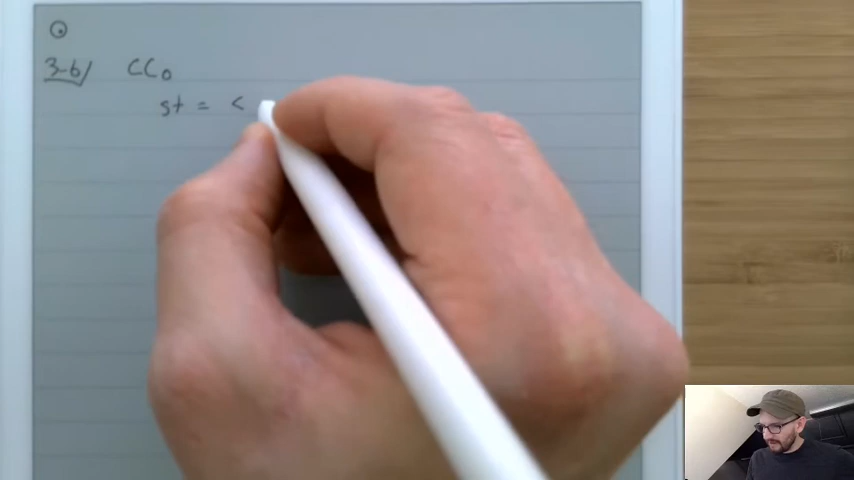 3-6/ CC0
st = <